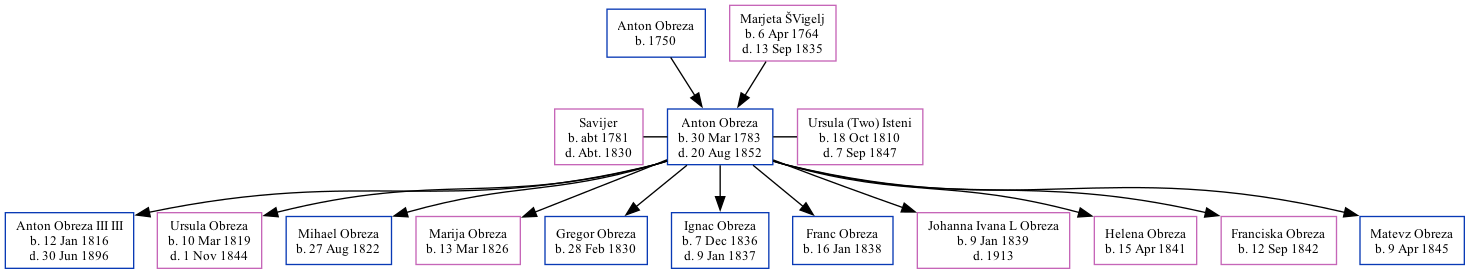 Anton Obreza
b. 1750
Marjeta ŠVigelj
b. 6 Apr 1764
d. 13 Sep 1835
Savijer
b. abt 1781
d. Abt. 1830
Anton Obreza
b. 30 Mar 1783
d. 20 Aug 1852
Ursula (Two) Isteni
b. 18 Oct 1810
d. 7 Sep 1847
Anton Obreza III III
b. 12 Jan 1816
d. 30 Jun 1896
Ursula Obreza
b. 10 Mar 1819
d. 1 Nov 1844
Mihael Obreza
b. 27 Aug 1822
Marija Obreza
b. 13 Mar 1826
Gregor Obreza
b. 28 Feb 1830
Ignac Obreza
b. 7 Dec 1836
d. 9 Jan 1837
Franc Obreza
b. 16 Jan 1838
Johanna Ivana L Obreza
b. 9 Jan 1839
d. 1913
Helena Obreza
b. 15 Apr 1841
Franciska Obreza
b. 12 Sep 1842
Matevz Obreza
b. 9 Apr 1845